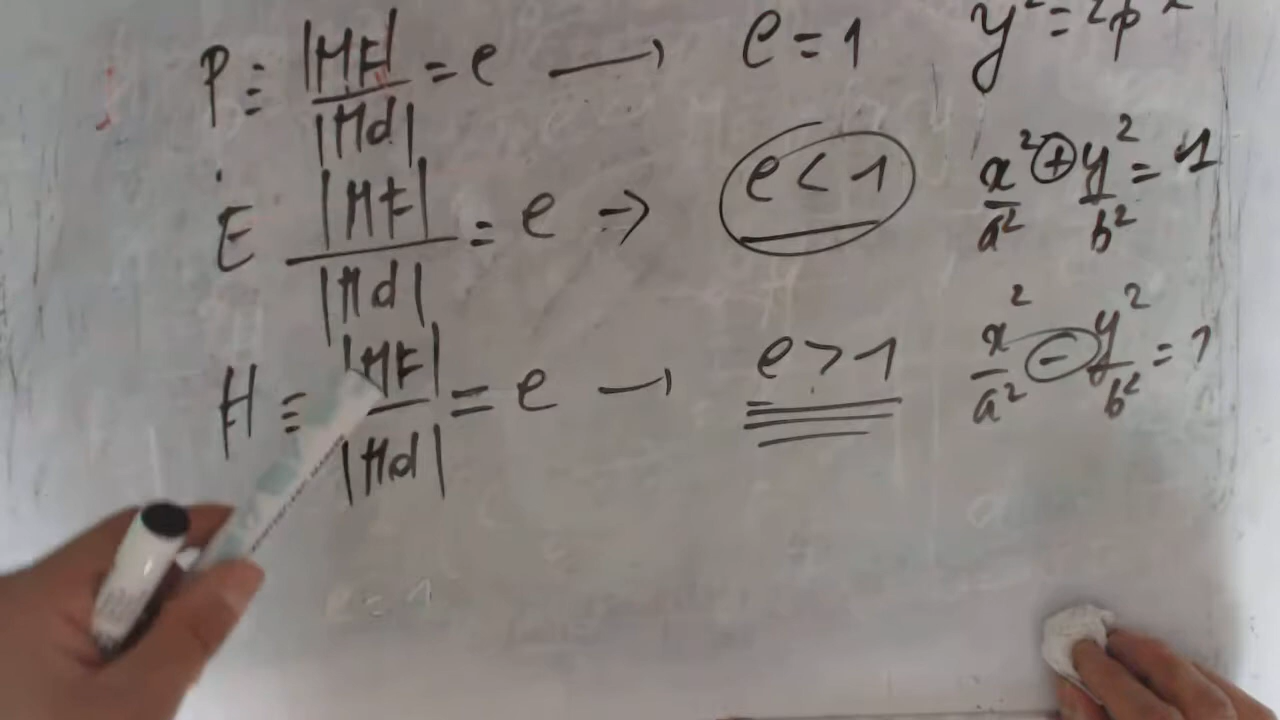 P ≡ |MF| / |Md| = e → e = 1 y² = 2px
E |MF| / |Md| = e → e < 1 x²/a² + y²/b² = 1
H ≡ |MF| / |Md| = e → e > 1 x²/a² - y²/b² = 1